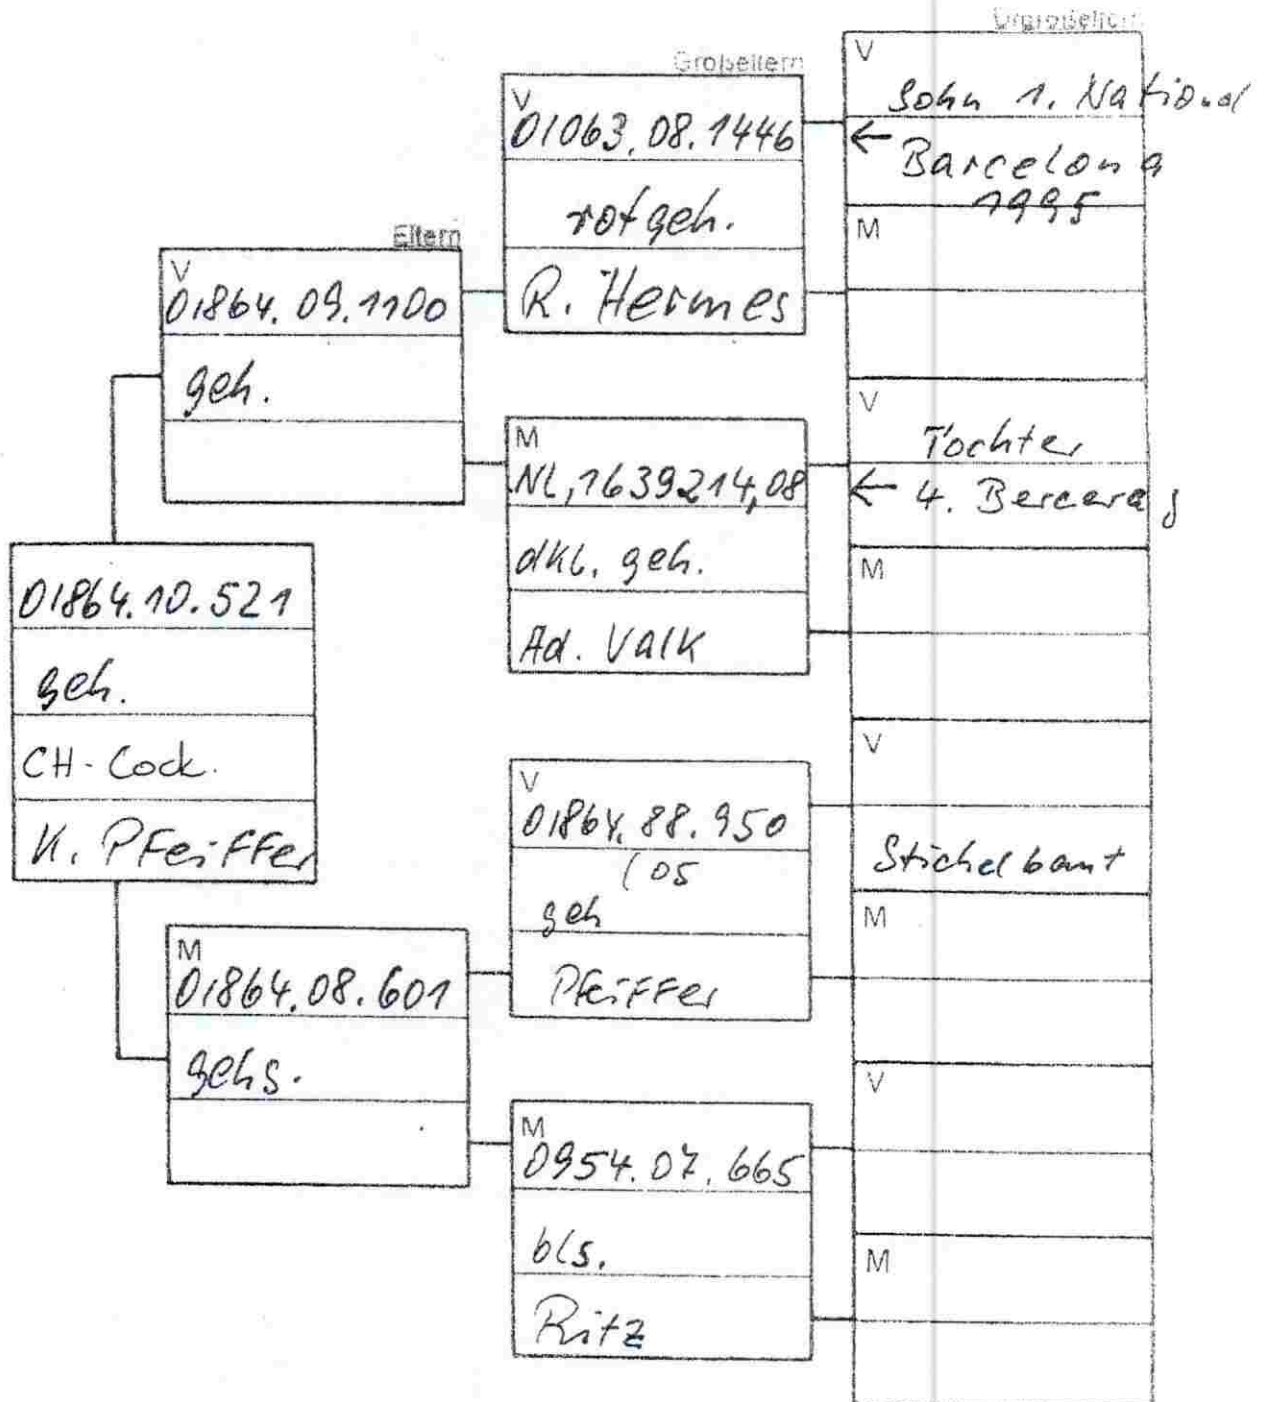 Urgroßeltern
Großeltern
Eltern
01864.10.521
geh.
CH-Cock.
K. Pfeiffer
V
01864.09.1100
geh.
M
01864.08.601
gehs.
V
01063.08.1446
rotgeh.
R. Hermes
M
NL,1639214,08
dkl. geh.
Ad. Valk
V
01864.88.950
(05
geh
Pfeiffer
M
0954.07.665
bls.
Ritz
V
Sohn 1. National
← Barcelona
1995
M
V
Tochter
← 4. Bercerag
M
V
Stichelbaut
M
V
M